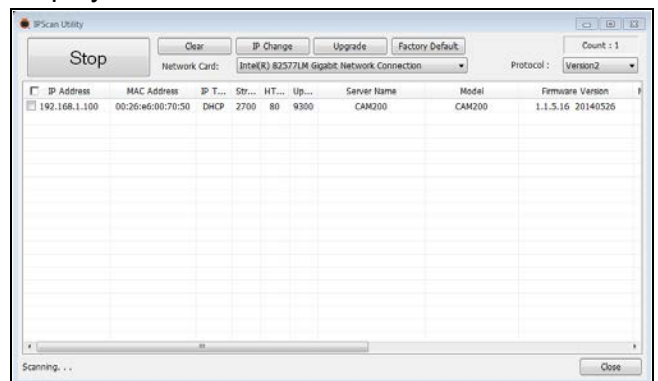 IPScan Utility
Stop
Clear
IP Change
Upgrade
Factory Default
Count : 1
Network Card:
Intel(R) 82577LM Gigabit Network Connection
Protocol :
Version2
IP Address MAC Address IP T... Str... HT... Up... Server Name Model Firmware Version
192.168.1.100 00:26:e6:00:70:50 DHCP 2700 80 9300 CAM200 CAM200 1.1.5.16 20140526
Scanning. . .
Close